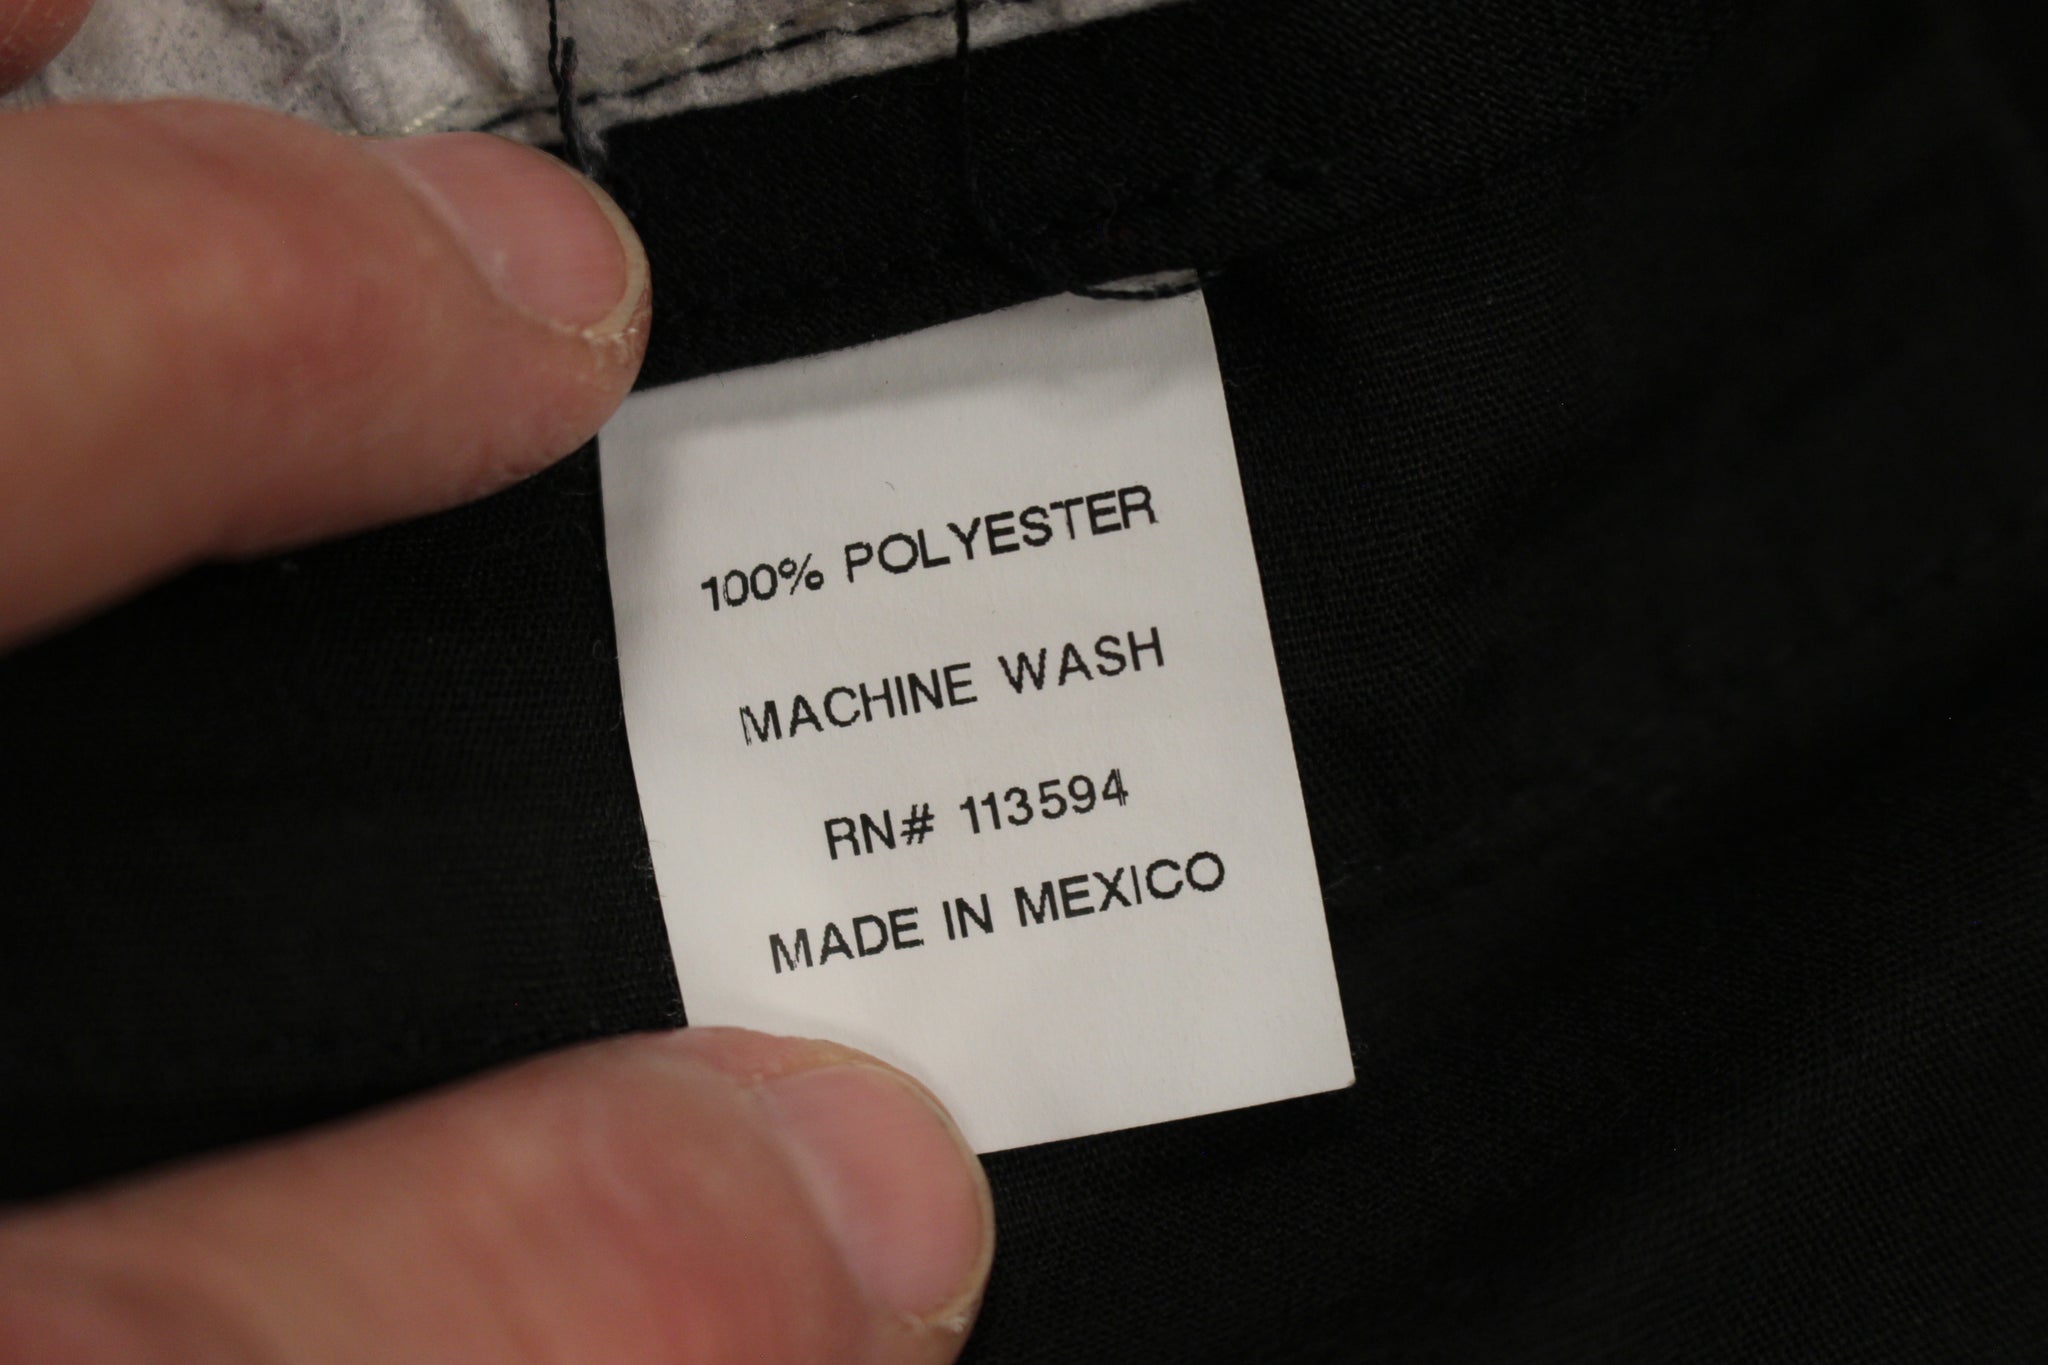 100% POLYESTER
MACHINE WASH
RN# 113594
MADE IN MEXICO